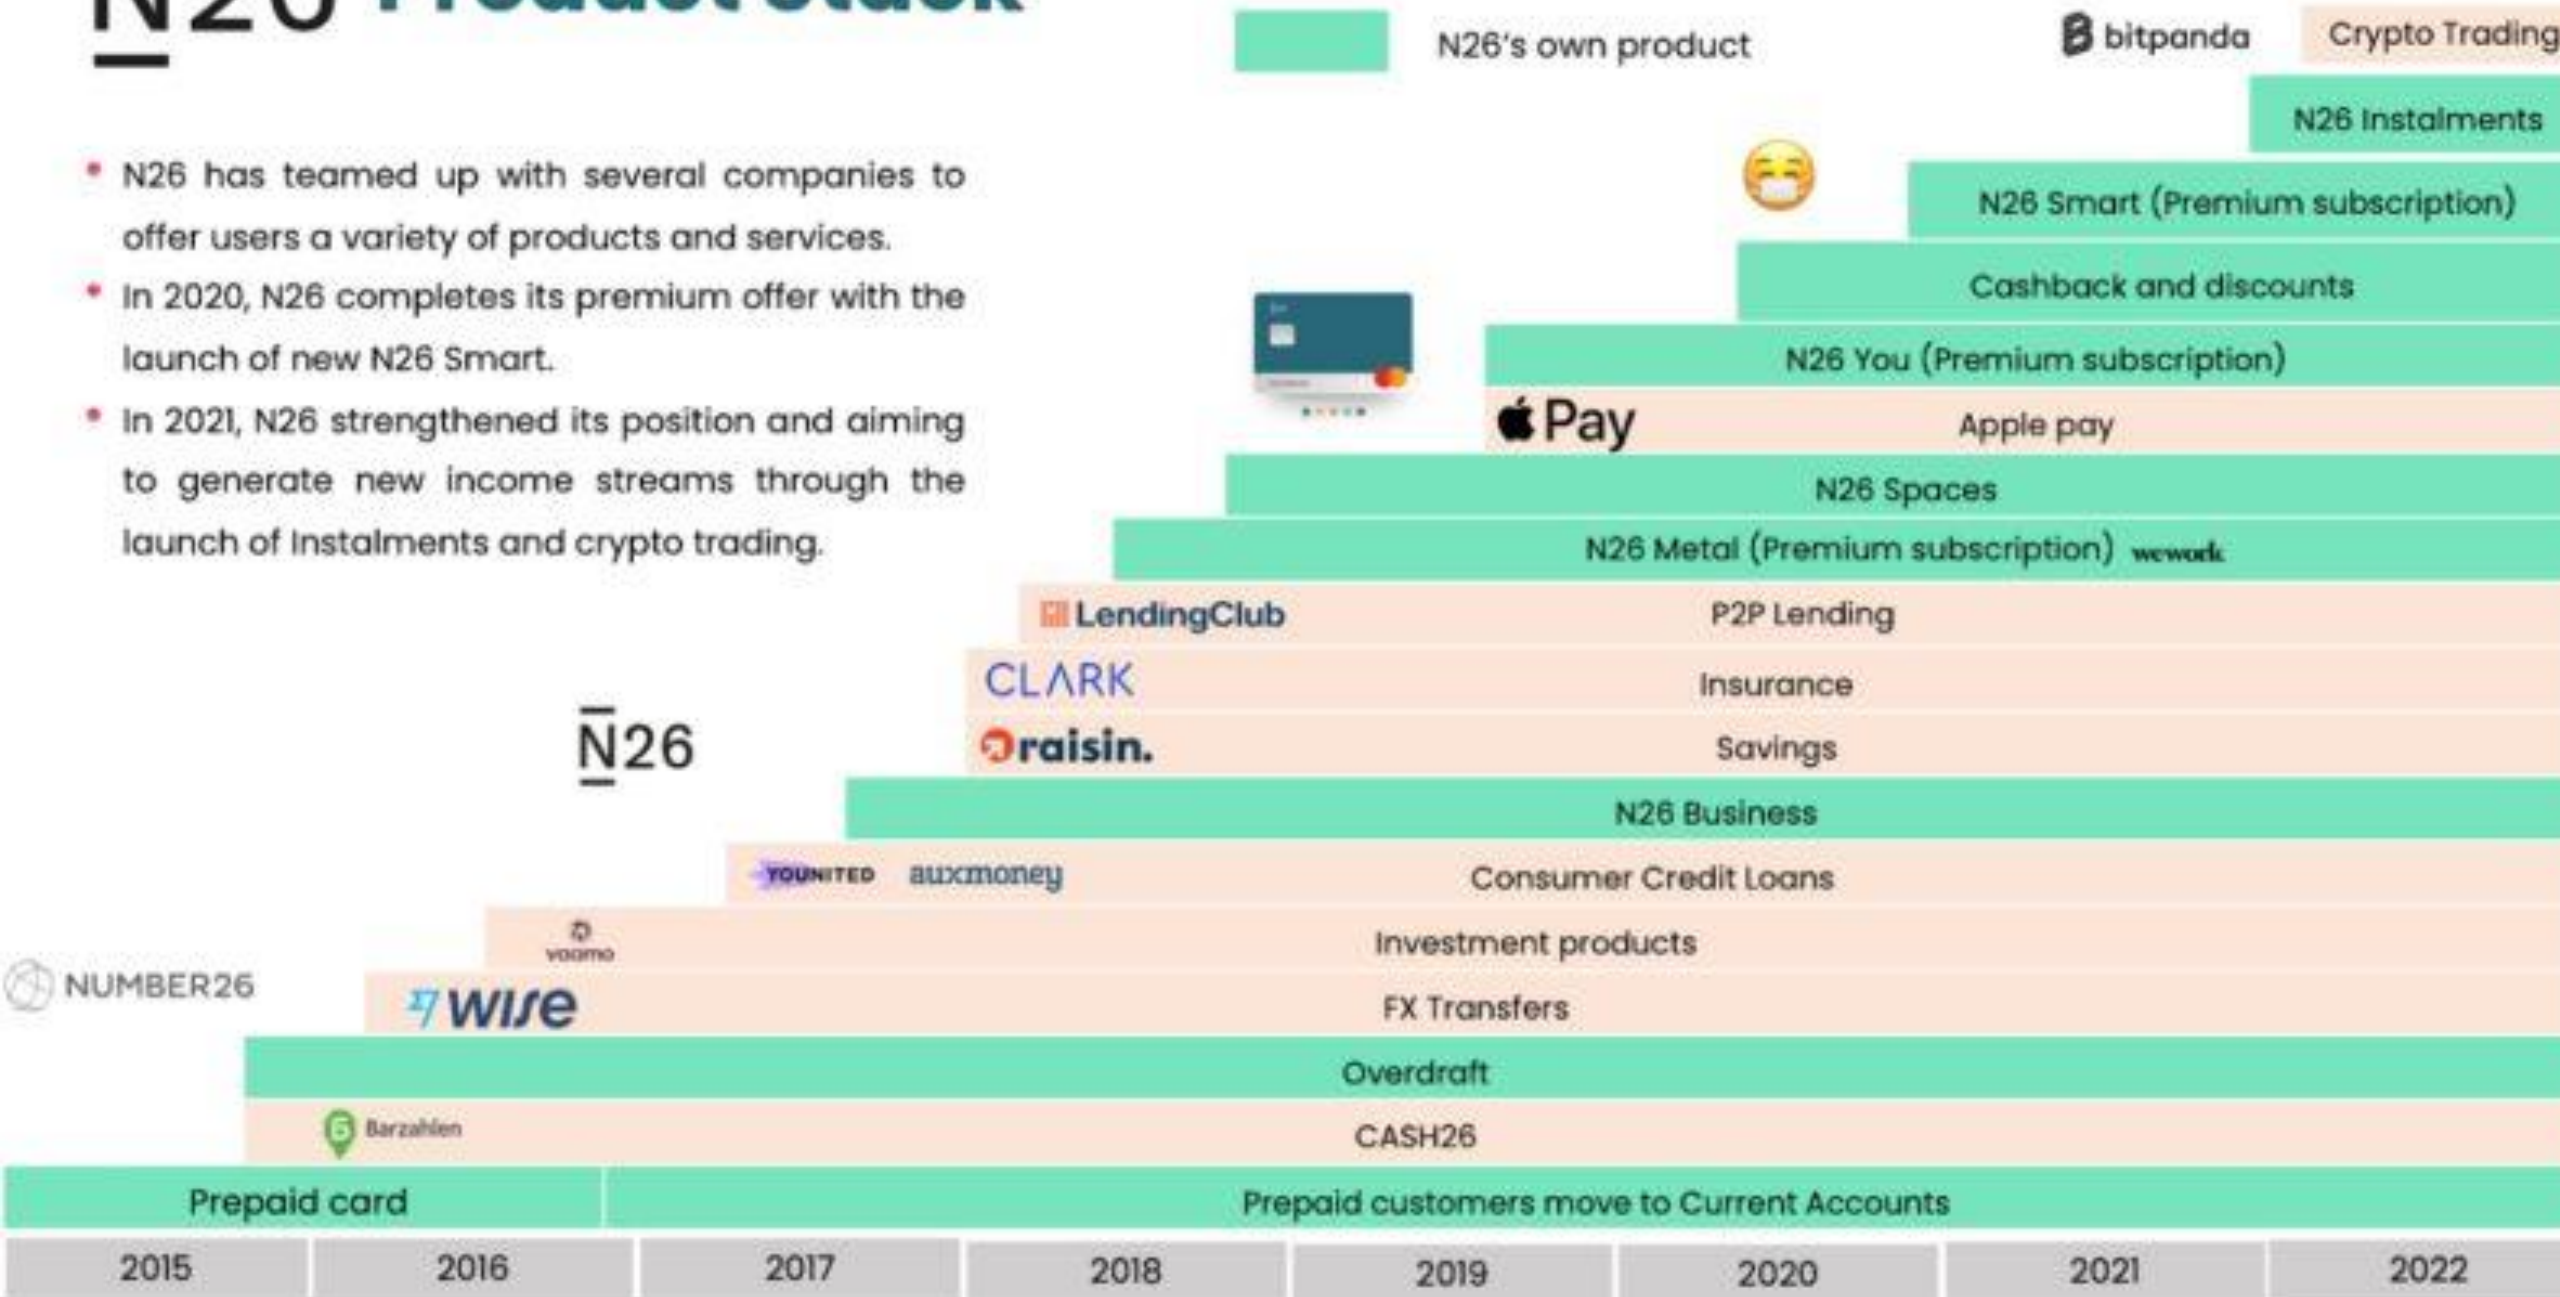 N26 Product Stack
N26's own product
bitpanda
Crypto Trading
N26 Instalments
N26 has teamed up with several companies to
offer users a variety of products and services.
In 2020, N26 completes its premium offer with the
launch of new N26 Smart.
In 2021, N26 strengthened its position and aiming
to generate new income streams through the
launch of Instalments and crypto trading.
N26 Smart (Premium subscription)
Cashback and discounts
N26 You (Premium subscription)
Pay Apple pay
N26 Spaces
N26 Metal (Premium subscription) wework
LendingClub P2P Lending
CLARK Insurance
raisin. Savings
N26
N26 Business
YOUNITED auxmoney Consumer Credit Loans
vaamo Investment products
NUMBER26
wise FX Transfers
Overdraft
Barzahlen CASH26
Prepaid card Prepaid customers move to Current Accounts
2015 2016 2017 2018 2019 2020 2021 2022